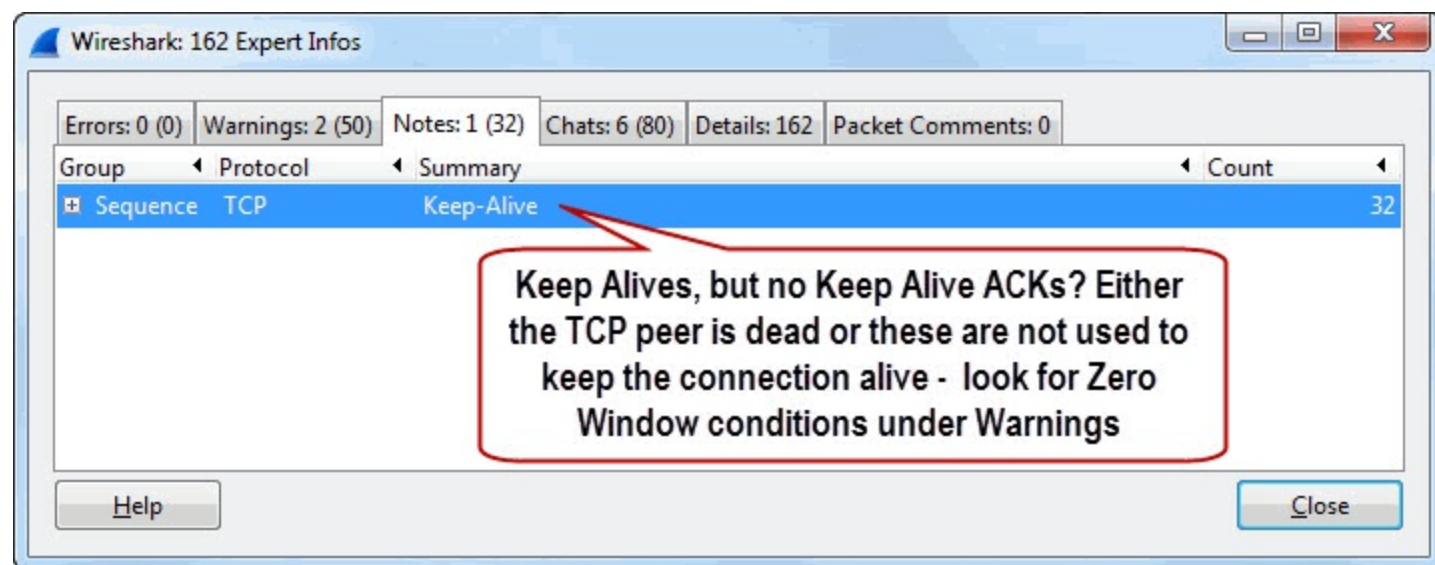 Wireshark: 162 Expert Infos
Errors: 0 (0) Warnings: 2 (50) Notes: 1 (32) Chats: 6 (80) Details: 162 Packet Comments: 0
Group Protocol Summary Count
Sequence TCP Keep-Alive 32
Keep Alives, but no Keep Alive ACKs? Either
the TCP peer is dead or these are not used to
keep the connection alive - look for Zero
Window conditions under Warnings
Help Close